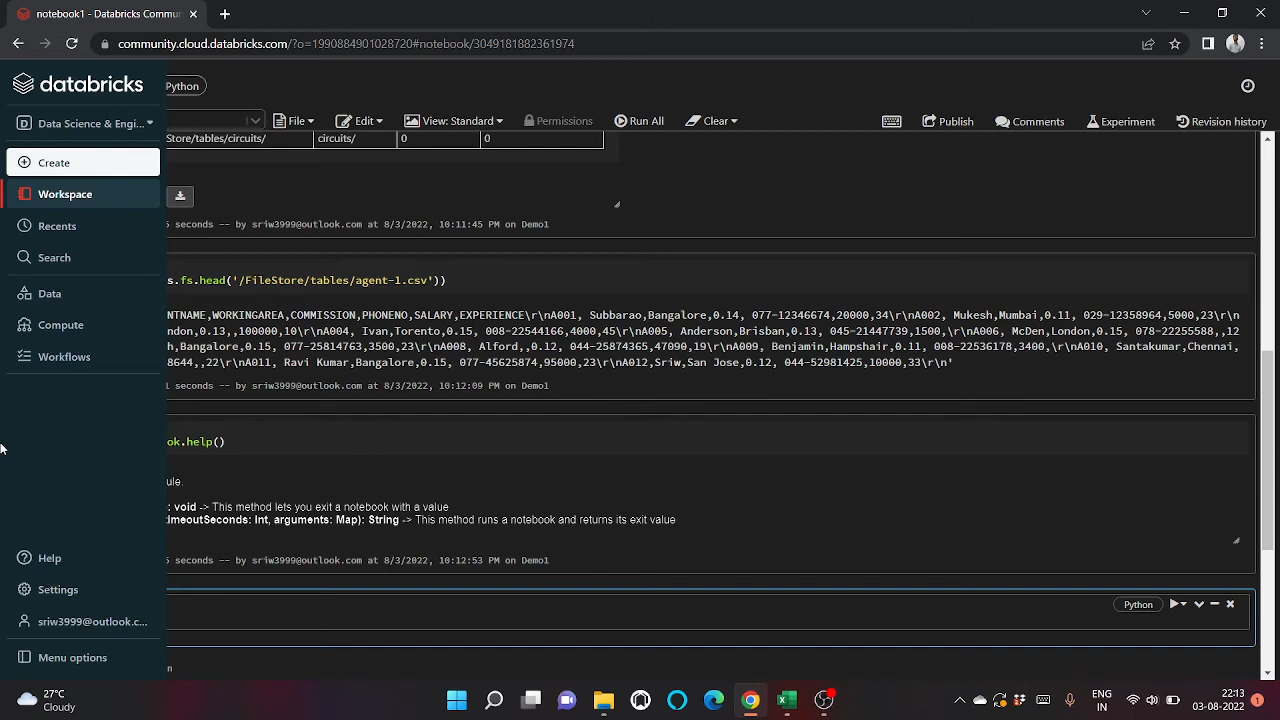 notebook1 - Databricks Commun
community.cloud.databricks.com/?o=1990884901028720#notebook/3049181882361974
databricks
Python
Data Science & Engi...
File
Edit
View: Standard
Permissions
Run All
Clear
Publish
Comments
Experiment
Revision history
Store/tables/circuits/
circuits/
0
0
Create
Workspace
5 seconds -- by sriw3999@outlook.com at 8/3/2022, 10:11:45 PM on Demo1
Recents
Search
s.fs.head('/FileStore/tables/agent-1.csv'))
Data
NTNAME,WORKINGAREA,COMMISSION,PHONENO,SALARY,EXPERIENCE\r\nA001, Subbarao,Bangalore,0.14, 077-12346674,20000,34\r\nA002, Mukesh,Mumbai,0.11, 029-12358964,5000,23\r\n
Compute
ndon,0.13,,100000,10\r\nA004, Ivan,Torento,0.15, 008-22544166,4000,45\r\nA005, Anderson,Brisban,0.13, 045-21447739,1500,\r\nA006, McDen,London,0.15, 078-22255588,,12
h,Bangalore,0.15, 077-25814763,3500,23\r\nA008, Alford,,0.12, 044-25874365,47090,19\r\nA009, Benjamin,Hampshair,0.11, 008-22536178,3400,\r\nA010, Santakumar,Chennai,
Workflows
8644,,22\r\nA011, Ravi Kumar,Bangalore,0.15, 077-45625874,95000,23\r\nA012,Sriw,San Jose,0.12, 044-52981425,10000,33\r\n'
1 seconds -- by sriw3999@outlook.com at 8/3/2022, 10:12:09 PM on Demo1
ok.help()
ule.
: void -> This method lets you exit a notebook with a value
imeoutSeconds: int, arguments: Map): String -> This method runs a notebook and returns its exit value
Help
5 seconds -- by sriw3999@outlook.com at 8/3/2022, 10:12:53 PM on Demo1
Settings
Python
sriw3999@outlook.c...
Menu options
n
27°C
Cloudy
ENG
IN
22:13
03-08-2022
1